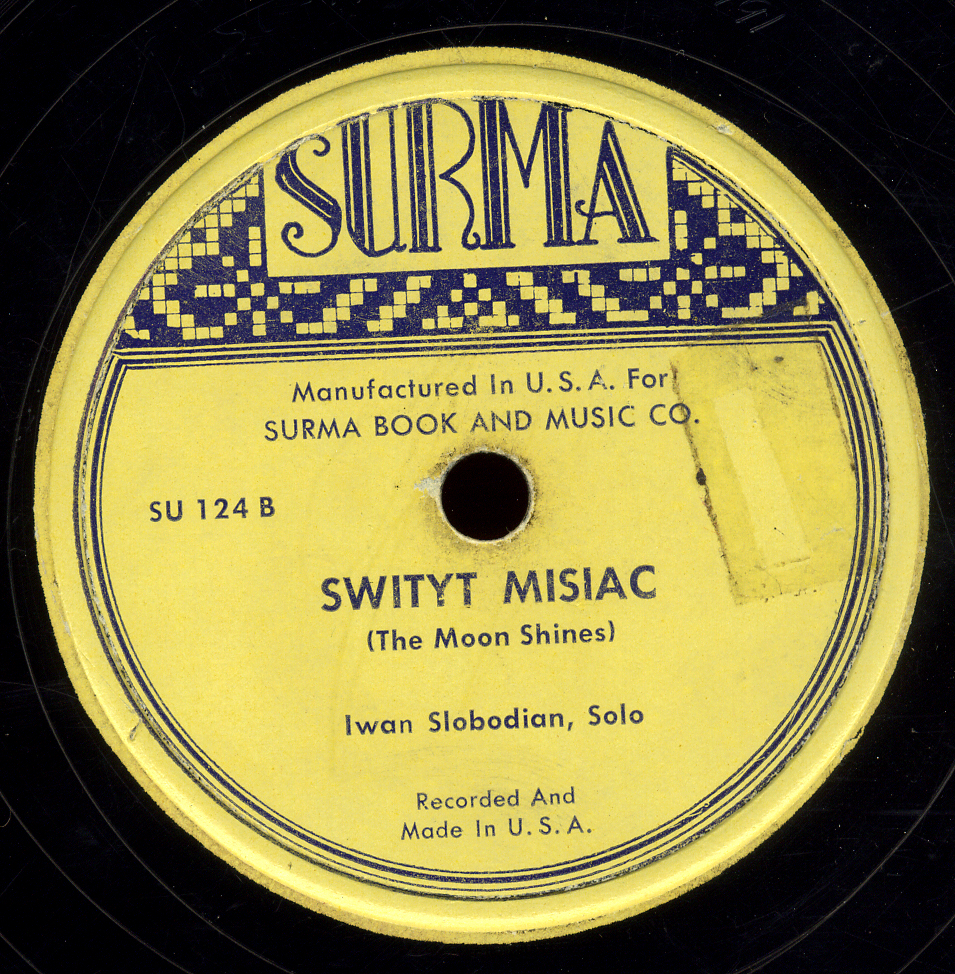 SURMA
Manufactured In U.S.A. For
SURMA BOOK AND MUSIC CO.
SU 124 B
SWITYT MISIAC
(The Moon Shines)
Iwan Slobodian, Solo
Recorded And
Made In U.S.A.